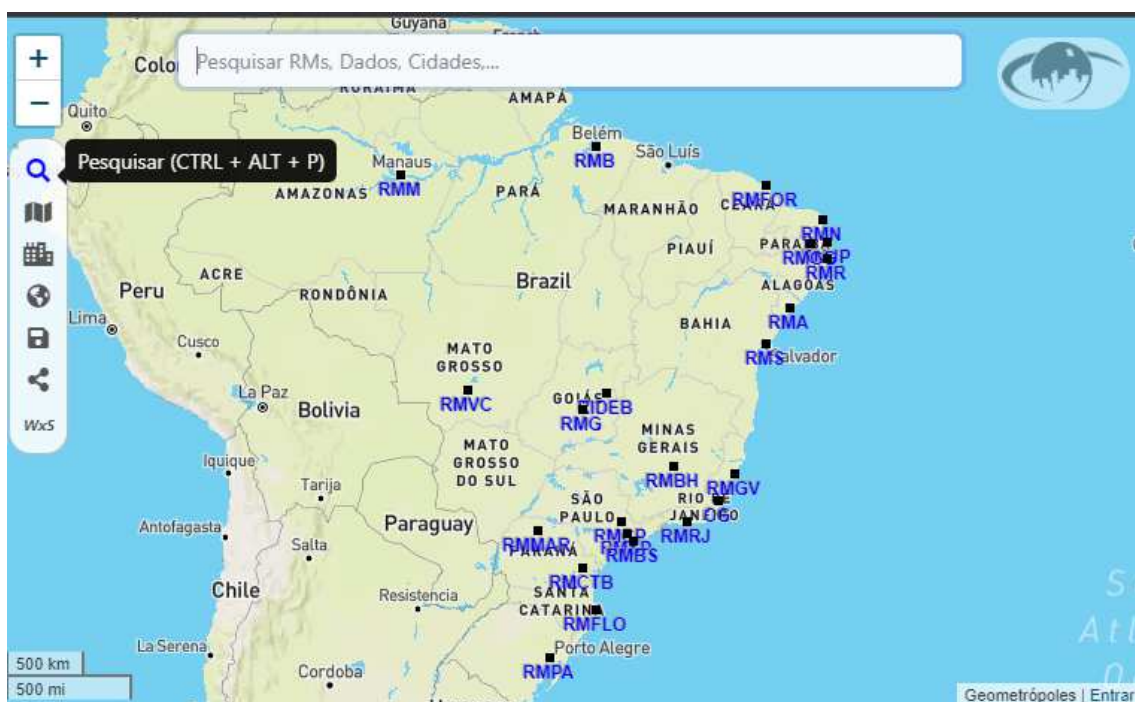 Guyana
+
Pesquisar RMs, Dados, Cidades,...
−
Quito
AMAPÁ
Belém
Pesquisar (CTRL + ALT + P)
Manaus
RMB
São Luís
RMM
AMAZONAS
PARÁ
RMFOR
MARANHÃO
RMN
PIAUÍ
RMR
ACRE
Brazil
ALAGOAS
Peru
RONDÔNIA
RMA
Lima
BAHIA
Cusco
MATO
GROSSO
RMS
Salvador
La Paz
Bolivia
RMVC
GOIÁS
RIDEB
RMG
WxS
MATO
GROSSO
DO SUL
MINAS
GERAIS
Iquique
RMBH
RMGV
Tarija
SÃO
PAULO
RIO DE
JANEIRO
OG
Antofagasta
Paraguay
RMRJ
Salta
RMMAR
PARANÁ
RMBS
Chile
Resistencia
RMCTB
SANTA
CATARINA
RMFLO
La Serena
Porto Alegre
500 km
Cordoba
RMPA
500 mi
Geometrópoles | Entrar